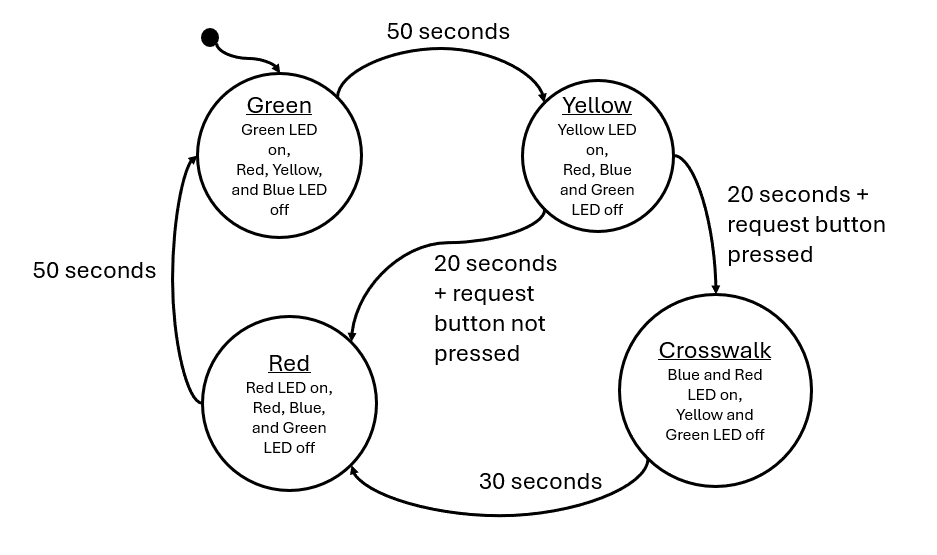 50 seconds
Green
Green LED
on,
Red, Yellow,
and Blue LED
off
Yellow
Yellow LED
on,
Red, Blue
and Green
LED off
20 seconds +
request button
pressed
50 seconds
20 seconds
+ request
button not
pressed
Red
Red LED on,
Red, Blue,
and Green
LED off
Crosswalk
Blue and Red
LED on,
Yellow and
Green LED off
30 seconds